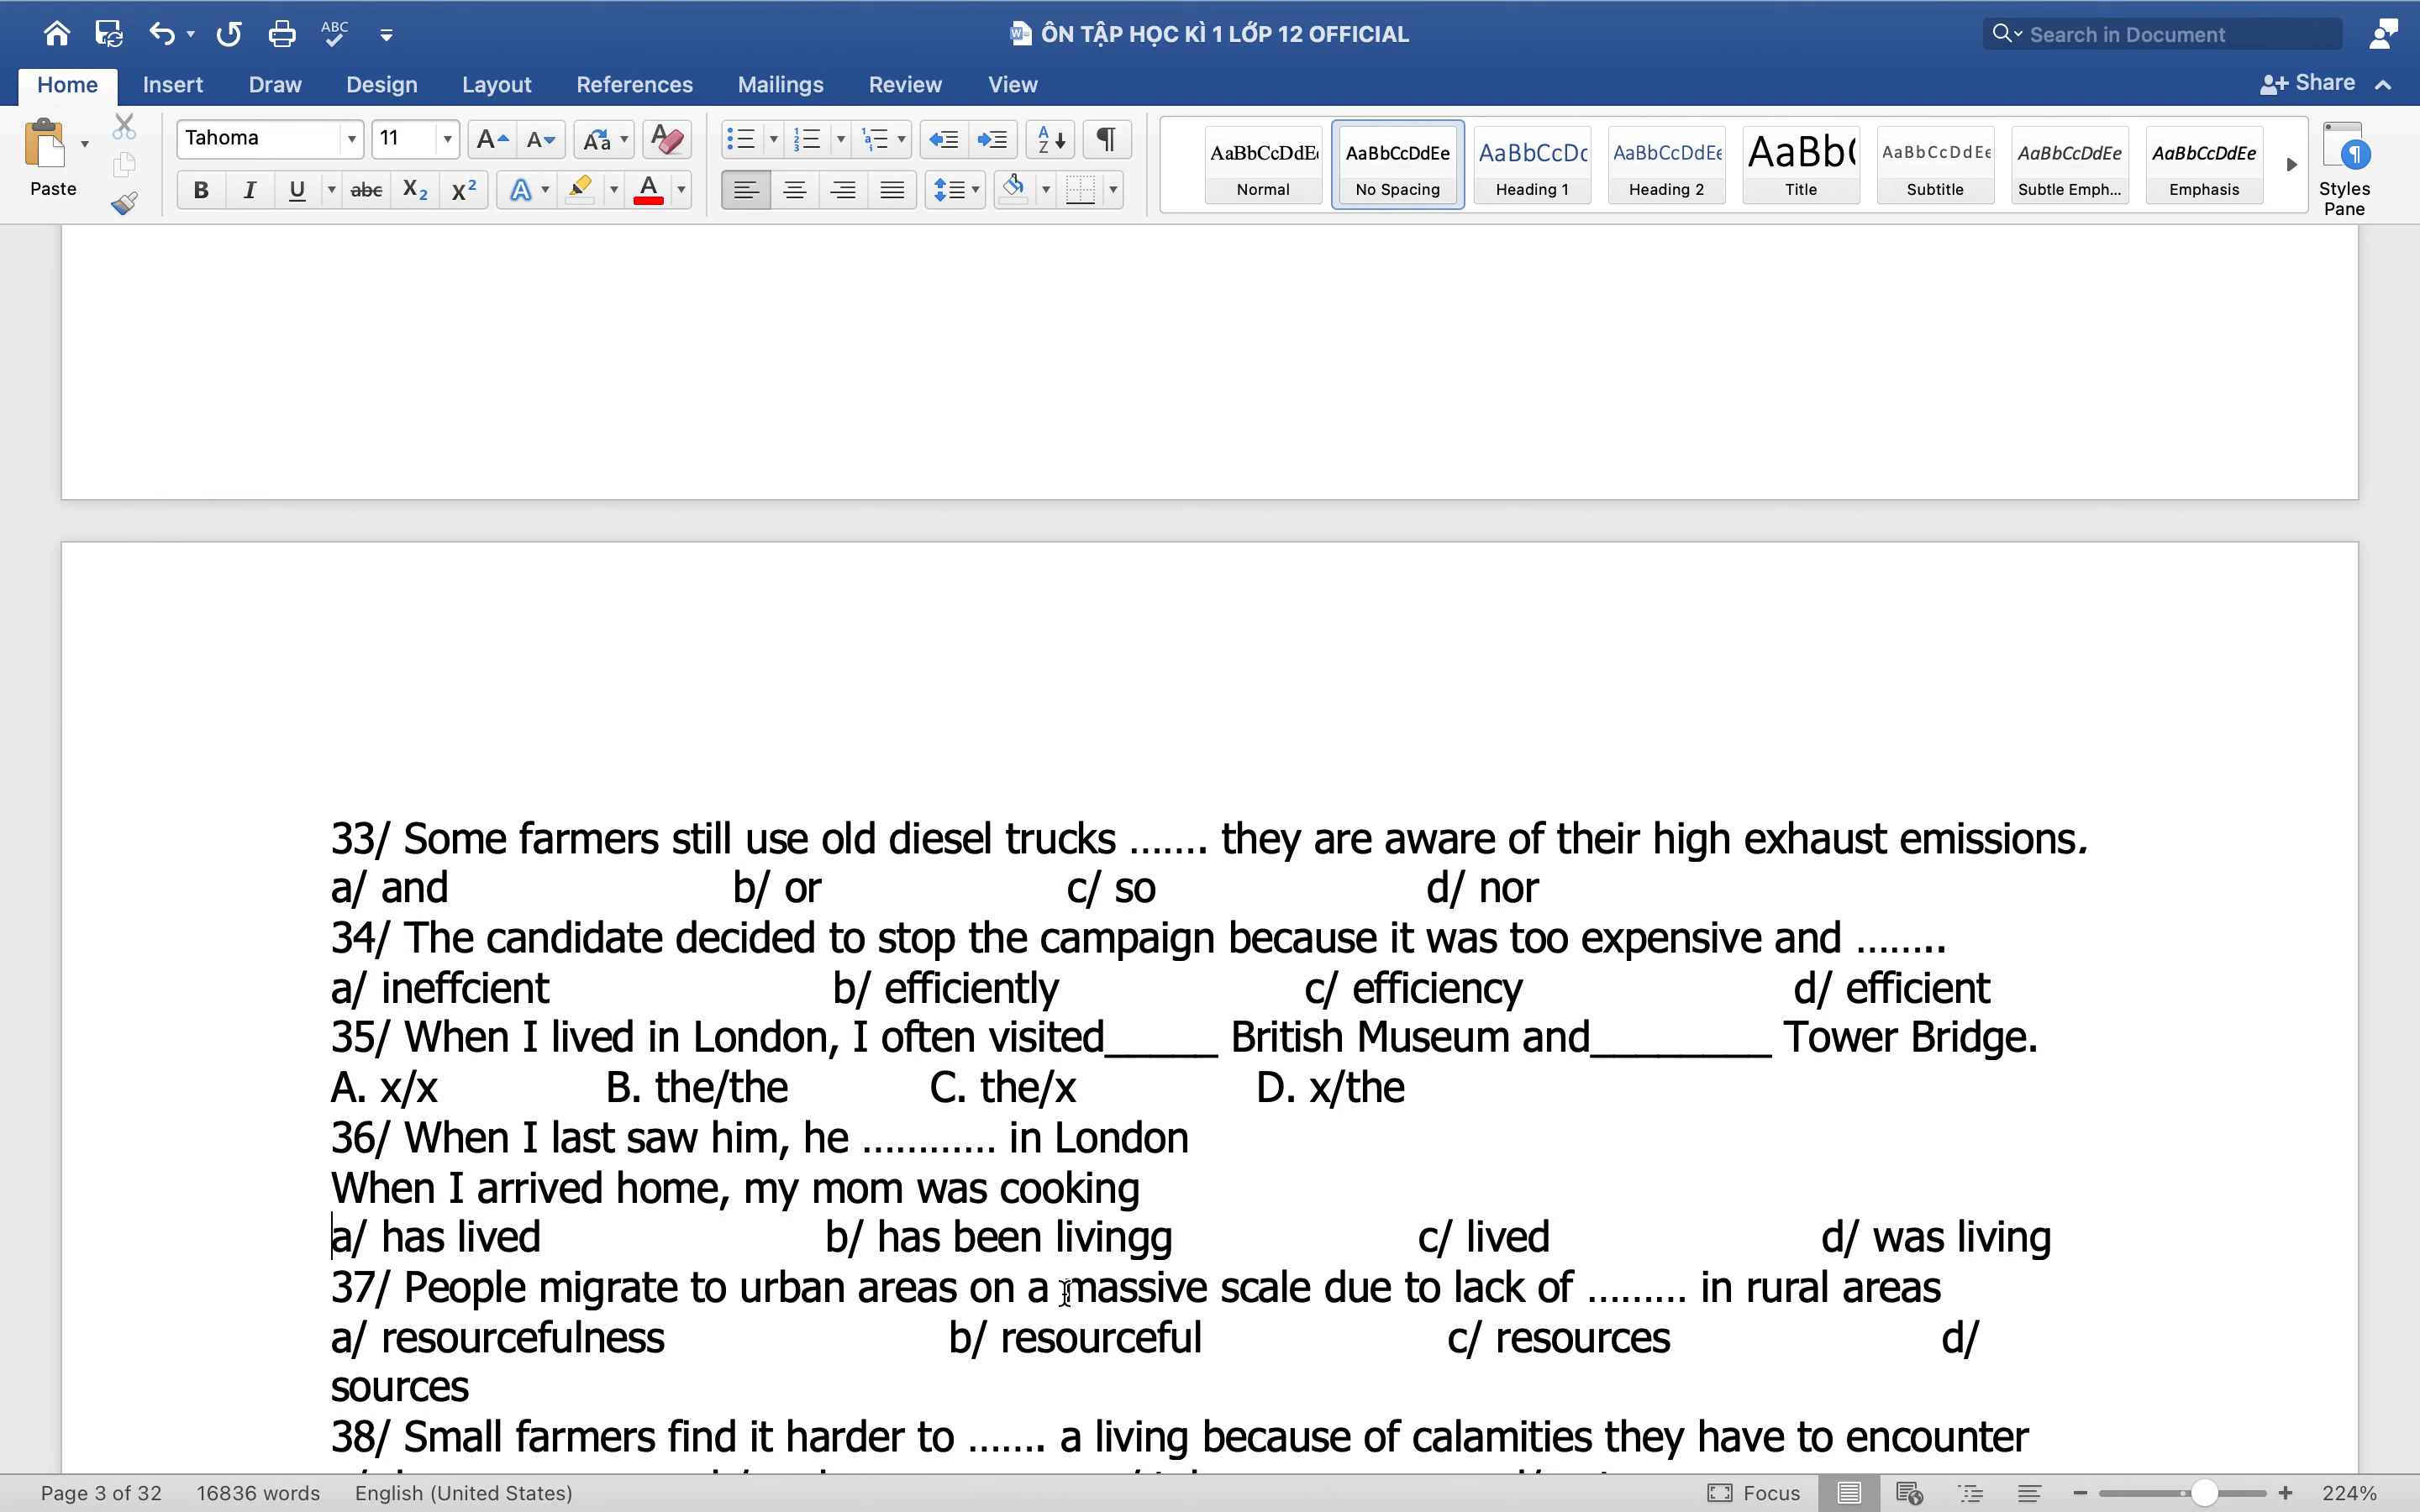 ABC
ÔN TẬP HỌC KÌ 1 LỚP 12 OFFICIAL
Search in Document
Home Insert Draw Design Layout References Mailings Review View Share
Paste
Tahoma 11
AaBbCcDdEe AaBbCcDdEe AaBbCcDc AaBbCcDdEe AaBb( AaBbCcDdEe AaBbCcDdEe AaBbCcDdEe
Normal No Spacing Heading 1 Heading 2 Title Subtitle Subtle Emph... Emphasis
Styles
Pane
33/ Some farmers still use old diesel trucks ....... they are aware of their high exhaust emissions.
a/ and b/ or c/ so d/ nor
34/ The candidate decided to stop the campaign because it was too expensive and ........
a/ ineffcient b/ efficiently c/ efficiency d/ efficient
35/ When I lived in London, I often visited_____ British Museum and________ Tower Bridge.
A. x/x B. the/the C. the/x D. x/the
36/ When I last saw him, he ............ in London
When I arrived home, my mom was cooking
a/ has lived b/ has been livingg c/ lived d/ was living
37/ People migrate to urban areas on a massive scale due to lack of ......... in rural areas
a/ resourcefulness b/ resourceful c/ resources d/
sources
38/ Small farmers find it harder to ....... a living because of calamities they have to encounter
Page 3 of 32 16836 words English (United States) Focus 224%